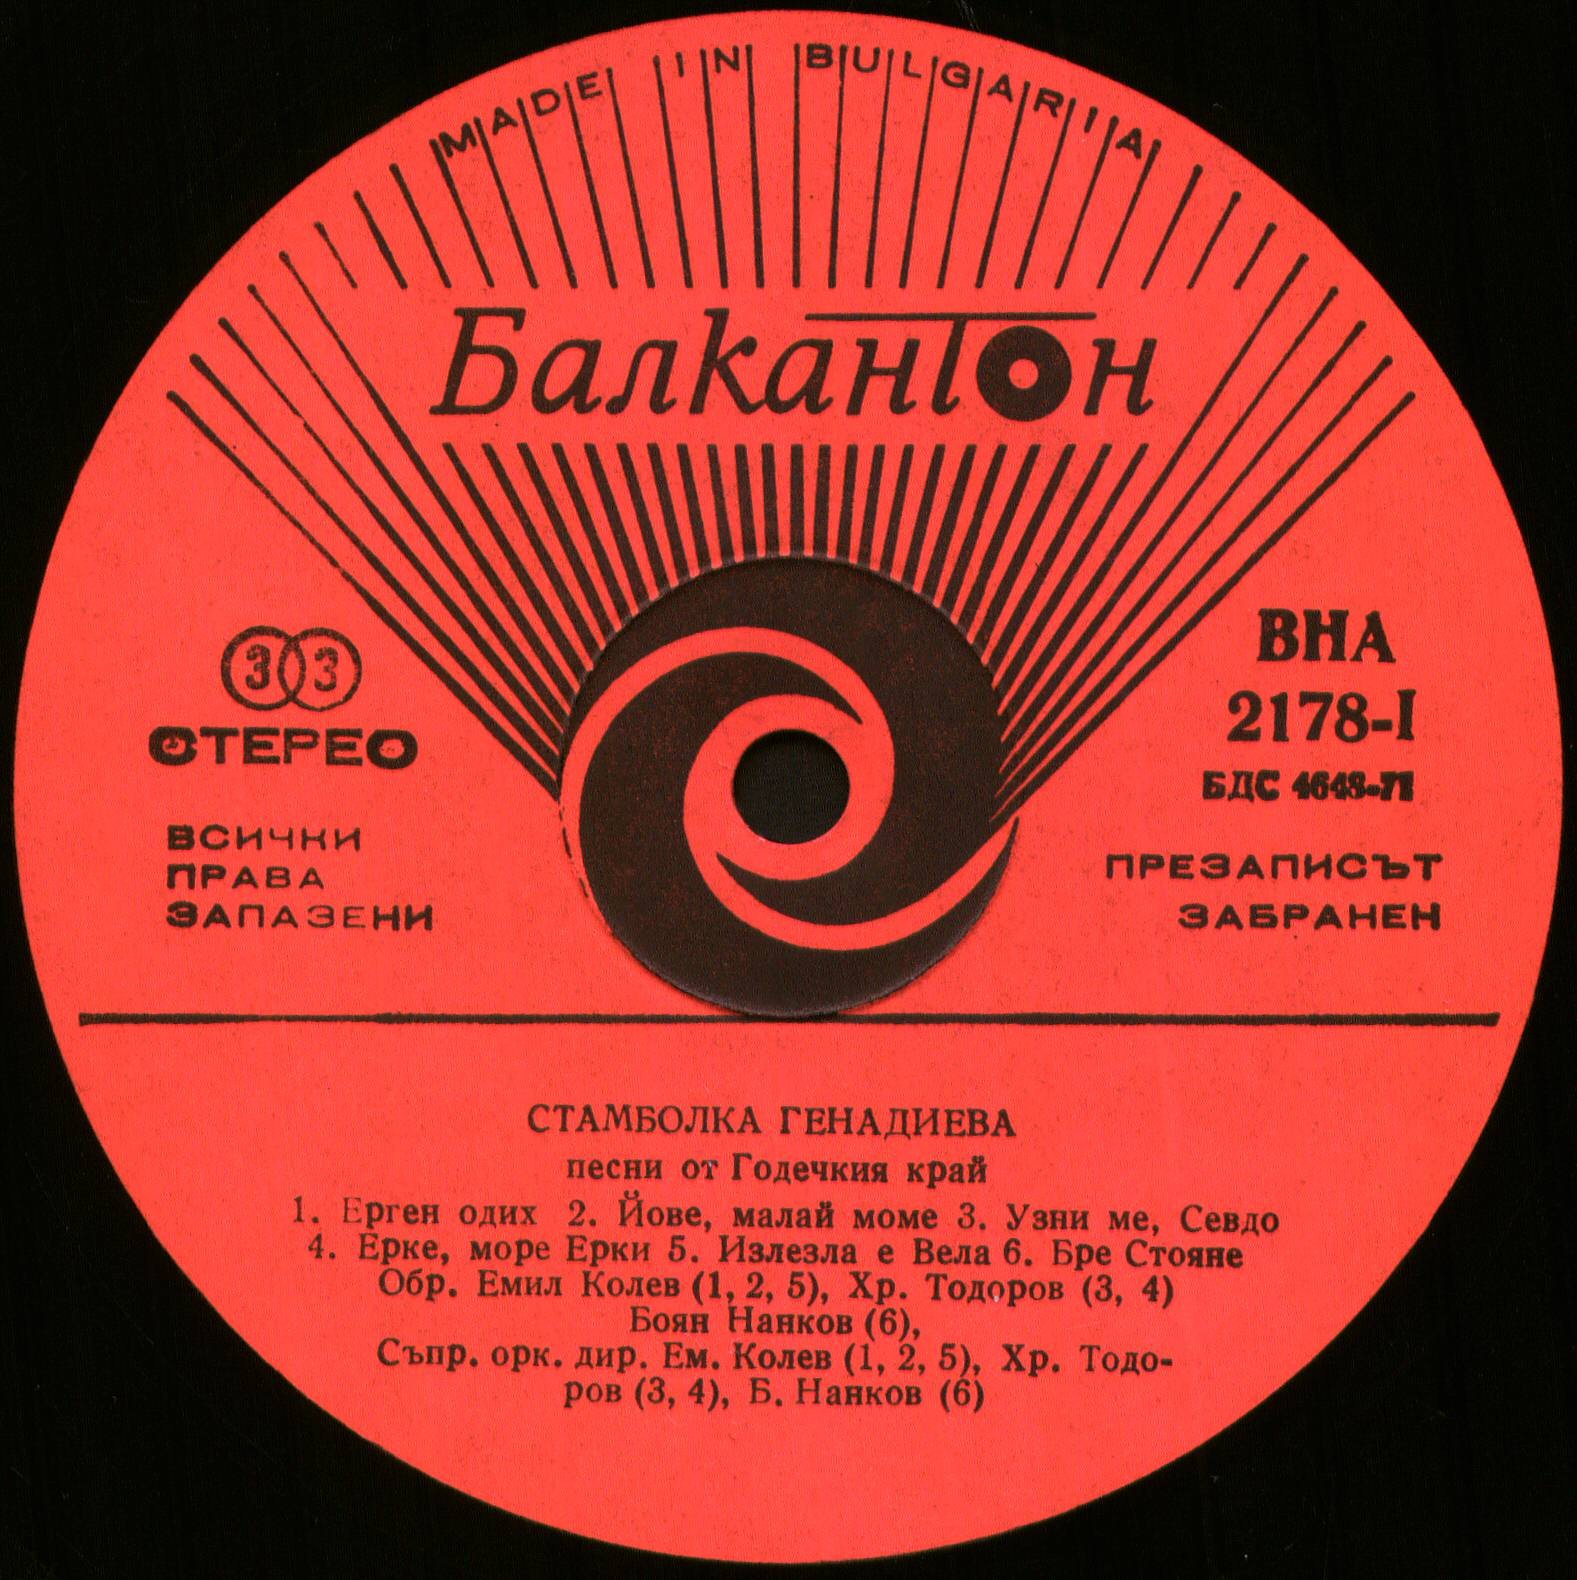 MADE IN BULGARIA
Балкантон
33
СТЕРЕО
ВСИЧКИ
ПРАВА
ЗАПАЗЕНИ
ВНА
2178-I
БДС 4648-71
ПРЕЗАПИСЪТ
ЗАБРАНЕН
СТАМБОЛКА ГЕНАДИЕВА
песни от Годечкия край
1. Ерген одих 2. Йове, малай моме 3. Узни ме, Севдо
4. Ерке, море Ерки 5. Излезла е Вела 6. Бре Стояне
Обр. Емил Колев (1, 2, 5), Хр. Тодоров (3, 4)
Боян Нанков (6),
Съпр. орк. дир. Ем. Колев (1, 2, 5), Хр. Тодо-
ров (3, 4), Б. Нанков (6)